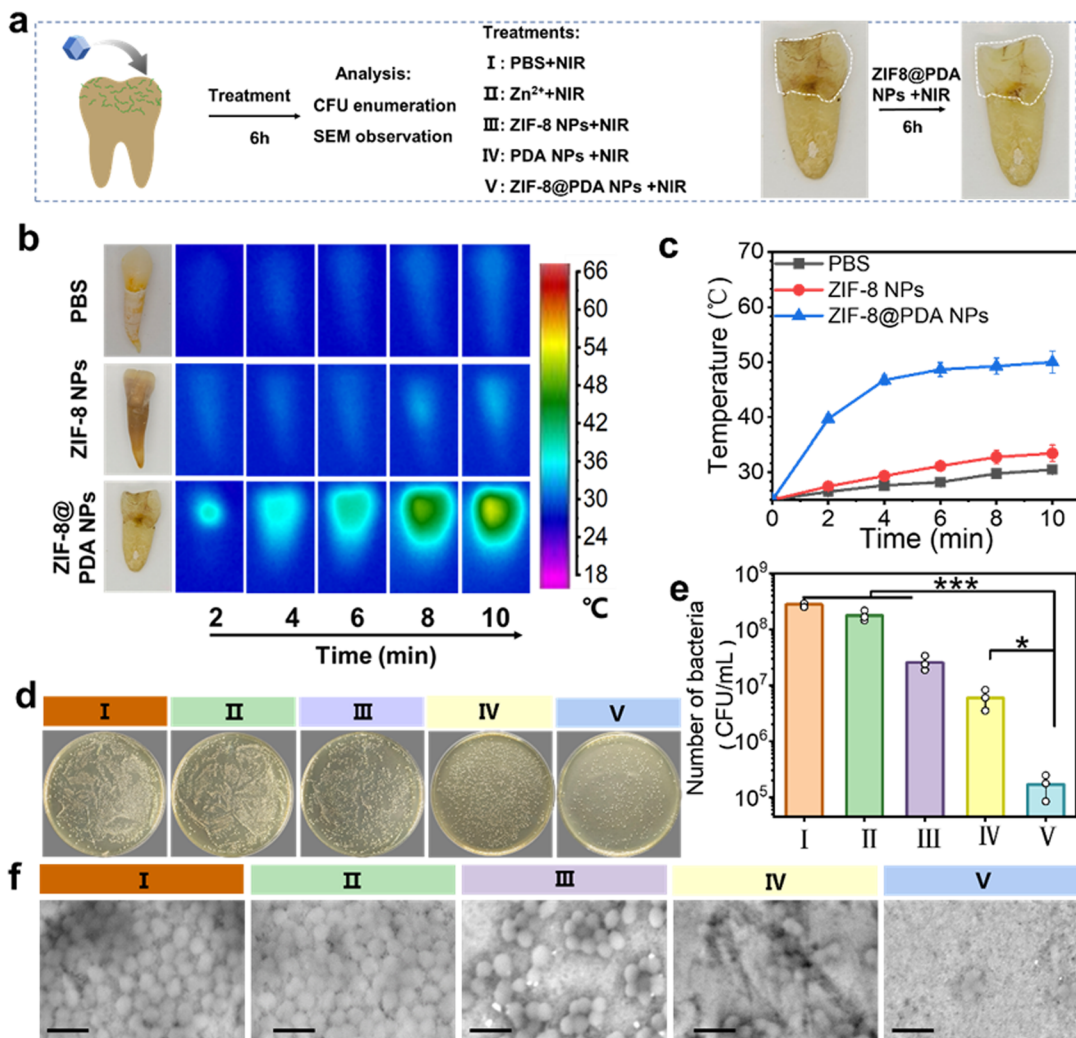 a
Treatment
6h
Analysis:
CFU enumeration
SEM observation
Treatments:
Ⅰ : PBS+NIR
Ⅱ : Zn²⁺+NIR
Ⅲ : ZIF-8 NPs+NIR
Ⅳ : PDA NPs +NIR
Ⅴ : ZIF-8@PDA NPs +NIR
ZIF8@PDA
NPs +NIR
6h
b
PBS
ZIF-8 NPs
ZIF-8@
PDA NPs
66
60
54
48
42
36
30
24
18
℃
2 4 6 8 10
Time (min)
c
Temperature (℃)
70
60
50
40
30
PBS
ZIF-8 NPs
ZIF-8@PDA NPs
0 2 4 6 8 10
Time (min)
d
Ⅰ Ⅱ Ⅲ Ⅳ Ⅴ
e
Number of bacteria
( CFU/mL)
10⁹
10⁸
10⁷
10⁶
10⁵
***
*
Ⅰ Ⅱ Ⅲ Ⅳ Ⅴ
f
Ⅰ Ⅱ Ⅲ Ⅳ Ⅴ